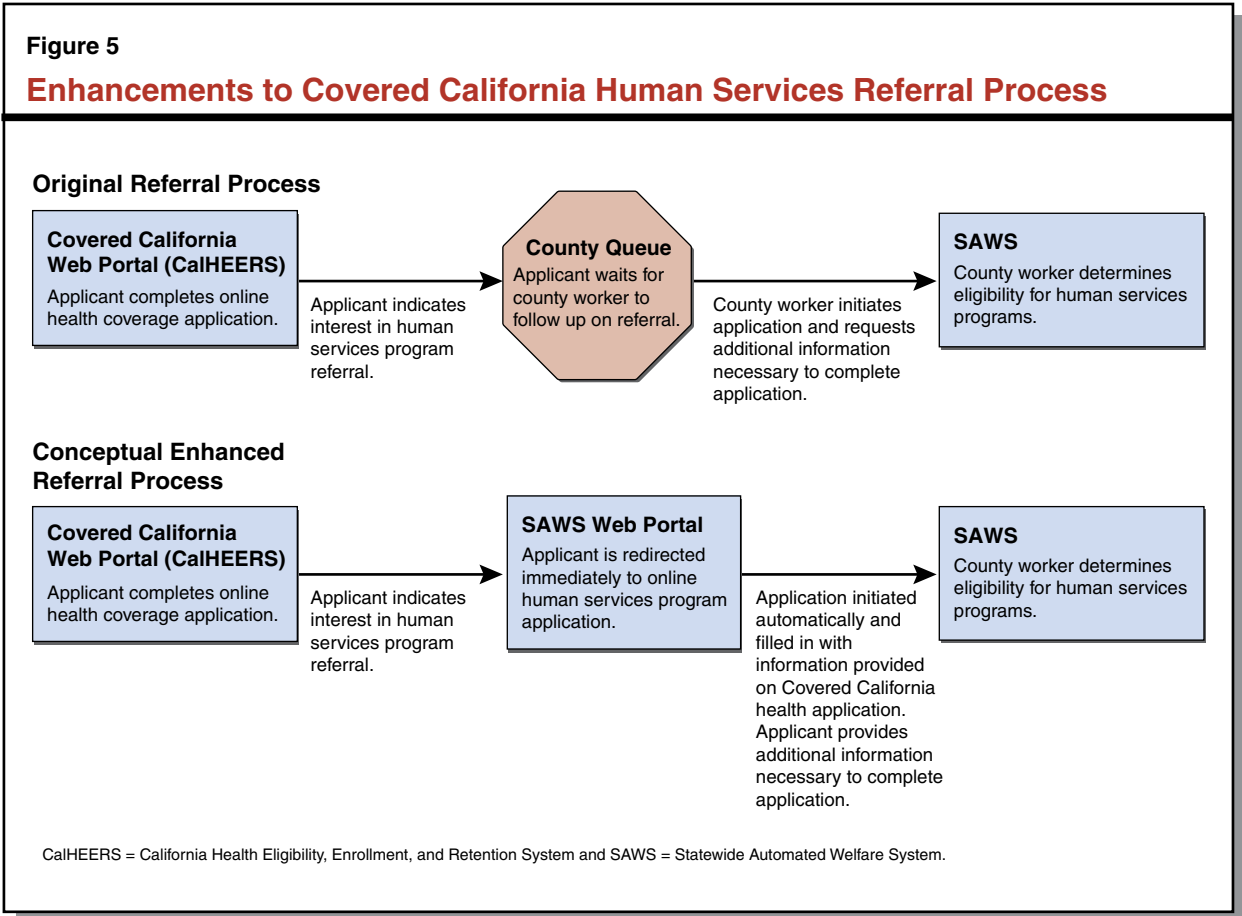 Figure 5
Enhancements to Covered California Human Services Referral Process
Original Referral Process
Covered California
Web Portal (CalHEERS)
Applicant completes online
health coverage application.
Applicant indicates
interest in human
services program
referral.
County Queue
Applicant waits for
county worker to
follow up on referral.
County worker initiates
application and requests
additional information
necessary to complete
application.
SAWS
County worker determines
eligibility for human services
programs.
Conceptual Enhanced
Referral Process
Covered California
Web Portal (CalHEERS)
Applicant completes online
health coverage application.
Applicant indicates
interest in human
services program
referral.
SAWS Web Portal
Applicant is redirected
immediately to online
human services program
application.
Application initiated
automatically and
filled in with
information provided
on Covered California
health application.
Applicant provides
additional information
necessary to complete
application.
SAWS
County worker determines
eligibility for human services
programs.
CalHEERS = California Health Eligibility, Enrollment, and Retention System and SAWS = Statewide Automated Welfare System.